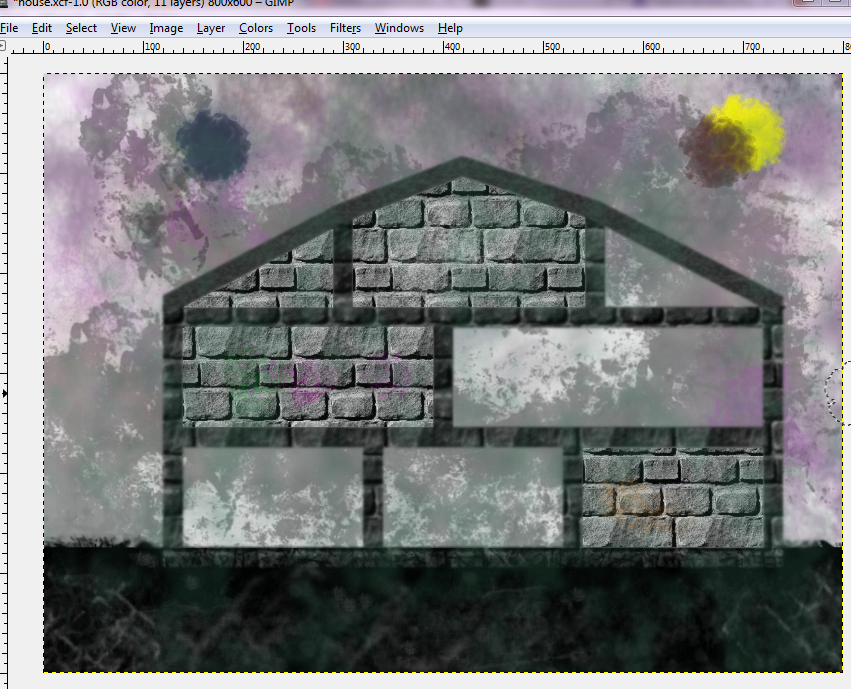 *house.xcf-1.0 (RGB color, 11 layers) 800x600 – GIMP
File Edit Select View Image Layer Colors Tools Filters Windows Help
0 100 200 300 400 500 600 700